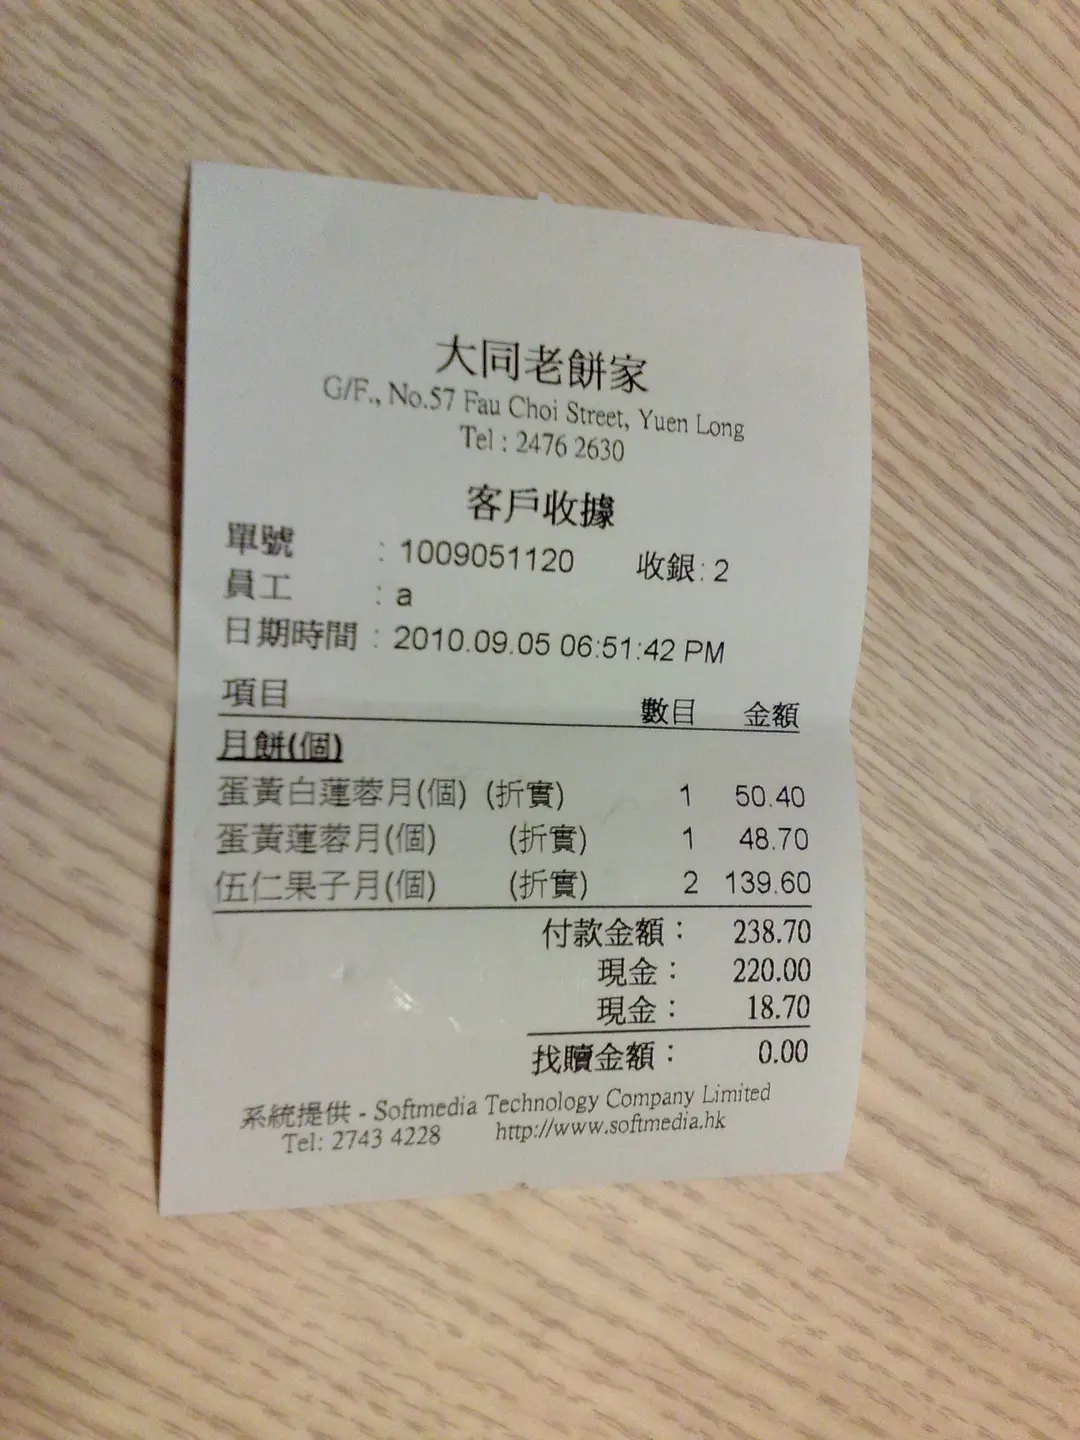 大同老餅家
G/F., No.57 Fau Choi Street, Yuen Long
Tel : 2476 2630
客戶收據
單號 : 1009051120 收銀: 2
員工 : a
日期時間 : 2010.09.05 06:51:42 PM
項目 數目 金額
月餅(個)
蛋黃白蓮蓉月(個) (折實) 1 50.40
蛋黃蓮蓉月(個) (折實) 1 48.70
伍仁果子月(個) (折實) 2 139.60
付款金額： 238.70
現金： 220.00
現金： 18.70
找贖金額： 0.00
系統提供 - Softmedia Technology Company Limited
Tel: 2743 4228 http://www.softmedia.hk